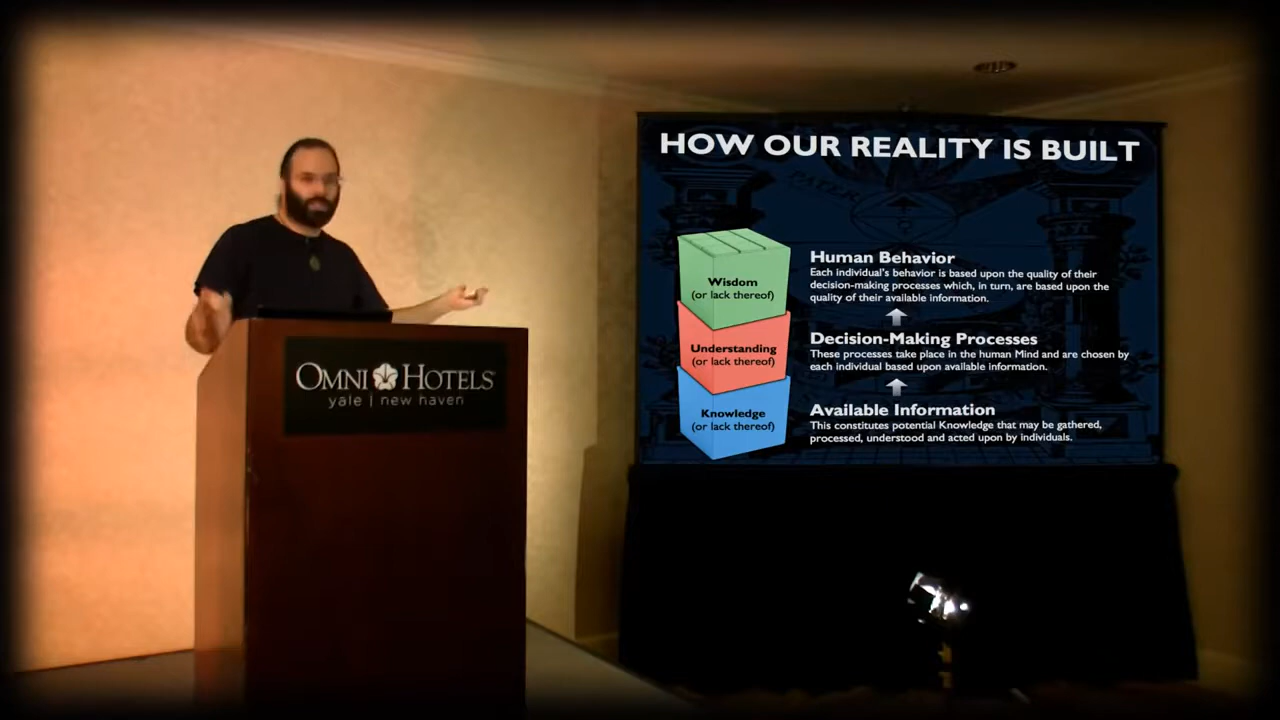 HOW OUR REALITY IS BUILT
Wisdom
(or lack thereof)
Human Behavior
Each individual's behavior is based upon the quality of their
decision-making processes which, in turn, are based upon the
quality of their available information.
Understanding
(or lack thereof)
Decision-Making Processes
These processes take place in the human Mind and are chosen by
each individual based upon available information.
Knowledge
(or lack thereof)
Available Information
This constitutes potential Knowledge that may be gathered,
processed, understood and acted upon by individuals.
OMNI HOTELS
yale | new haven